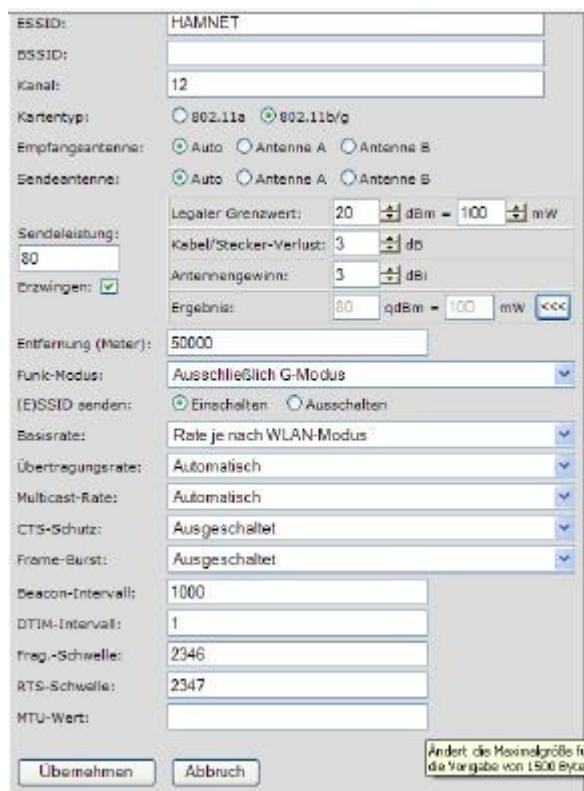 ESSID: HAMNET
BSSID:
Kanal: 12
Kartentyp: 802.11a 802.11b/g
Empfangsantenne: Auto Antenne A Antenne B
Sendeantenne: Auto Antenne A Antenne B
Sendeleistung:
80
Erzwingen:
Legaler Grenzwert: 20 dBm = 100 mW
Kabel/Stecker-Verlust: 3 dB
Antennengewinn: 3 dBi
Ergebnis: 80 qdBm = 100 mW <<<
Entfernung (Meter): 50000
Funk-Modus: Ausschließlich G-Modus
(E)SSID senden: Einschalten Ausschalten
Basisrate: Rate je nach WLAN-Modus
Übertragungsrate: Automatisch
Multicast-Rate: Automatisch
CTS-Schutz: Ausgeschaltet
Frame-Burst: Ausgeschaltet
Beacon-Intervall: 1000
DTIM-Intervall: 1
Frag.-Schwelle: 2346
RTS-Schwelle: 2347
MTU-Wert:
Ändert die Maximalgröße fü
die Vorgabe von 1500 Byte
Übernehmen Abbruch